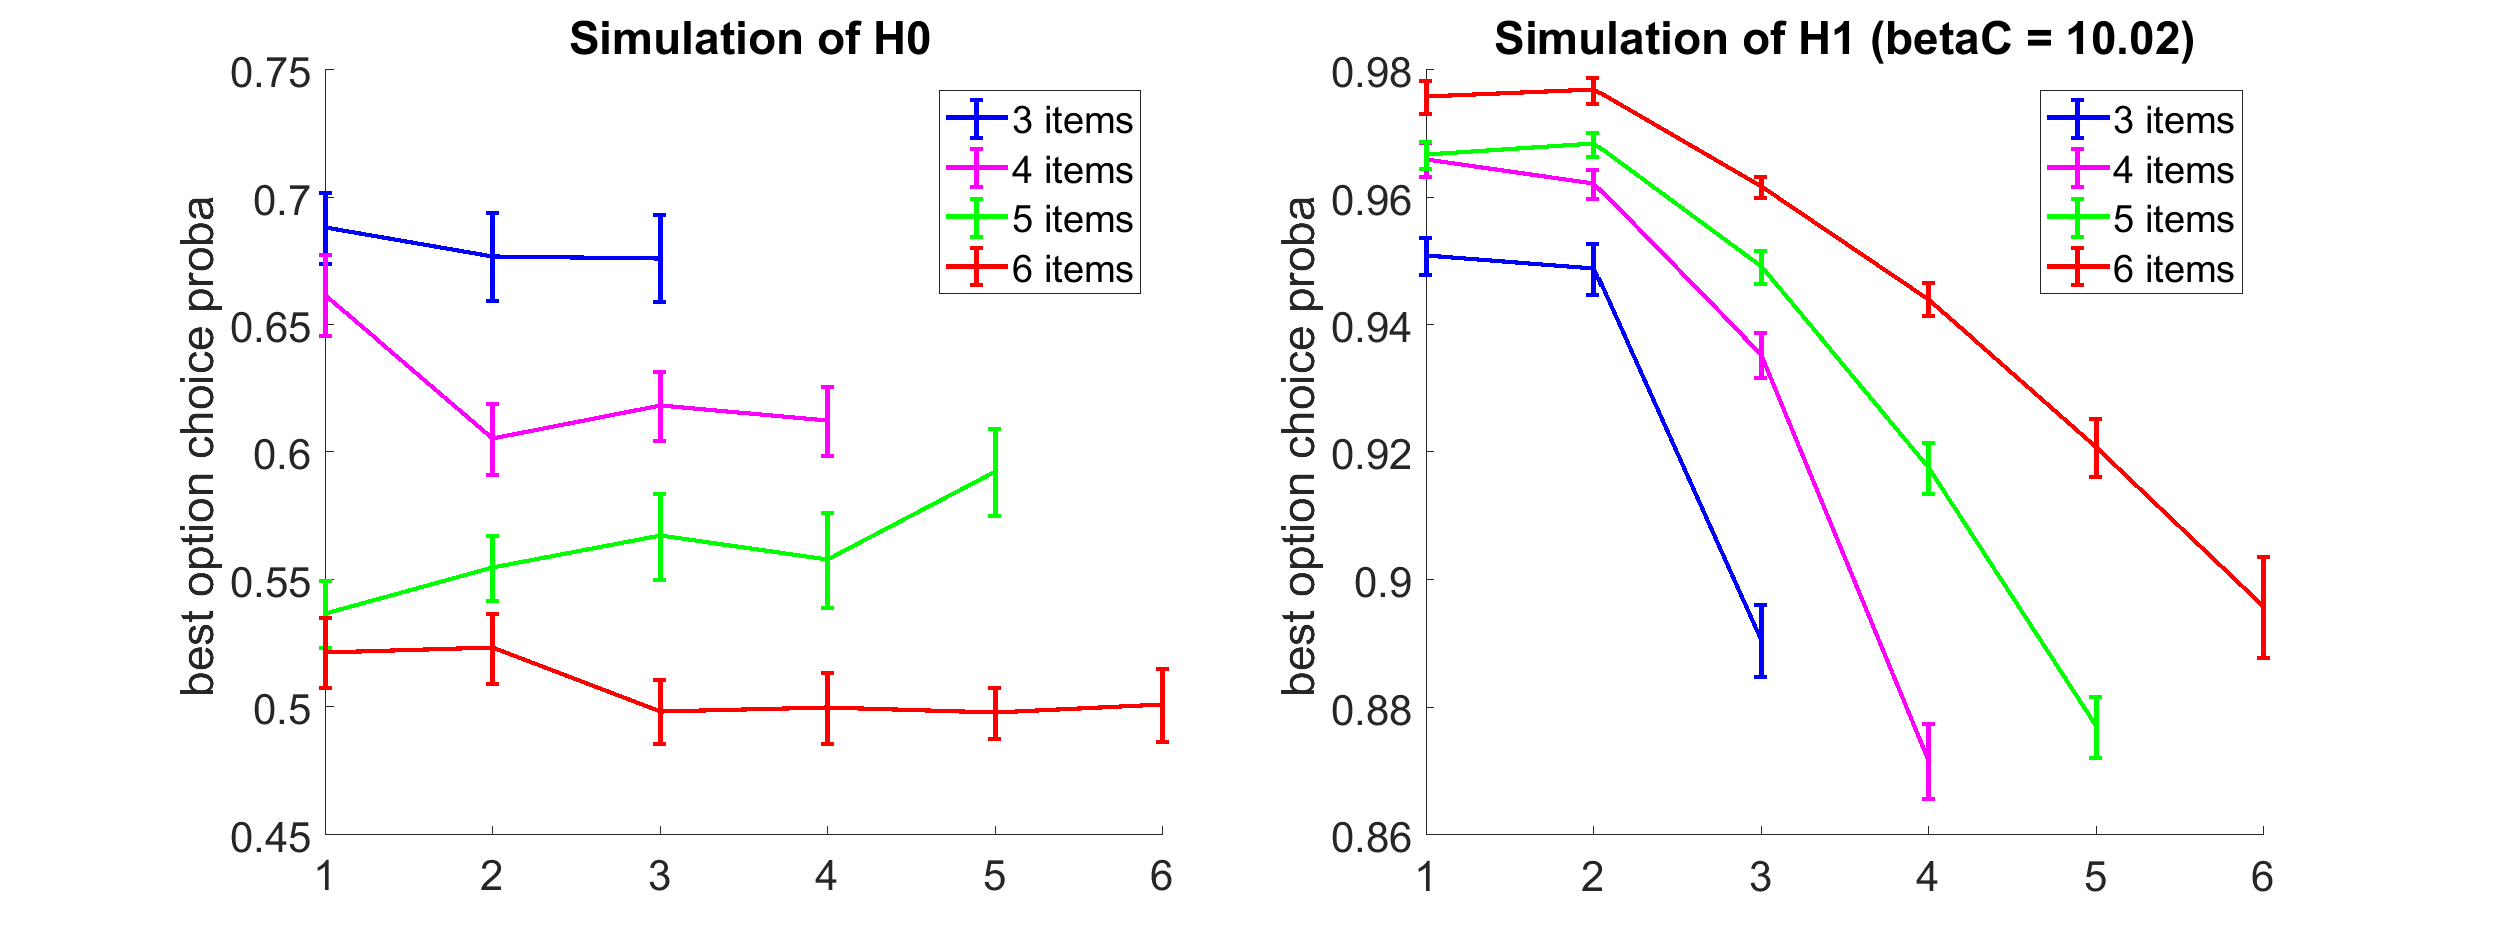 Simulation of H0
best option choice proba
0.75
0.7
0.65
0.6
0.55
0.5
0.45
1 2 3 4 5 6
3 items
4 items
5 items
6 items
Simulation of H1 (betaC = 10.02)
best option choice proba
0.98
0.96
0.94
0.92
0.9
0.88
0.86
1 2 3 4 5 6
3 items
4 items
5 items
6 items